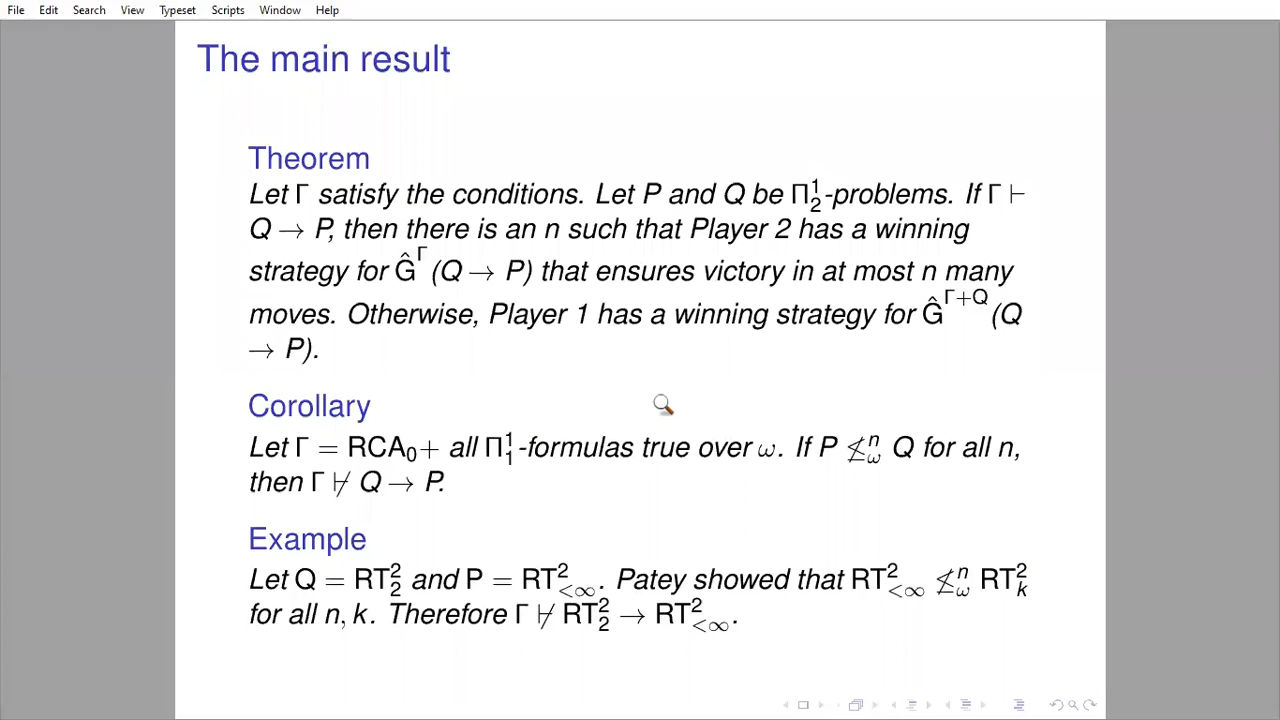 File Edit Search View Typeset Scripts Window Help
The main result
Theorem
Let Γ satisfy the conditions. Let P and Q be Π¹₂-problems. If Γ ⊢
Q → P, then there is an n such that Player 2 has a winning
strategy for Ĝ^Γ (Q → P) that ensures victory in at most n many
moves. Otherwise, Player 1 has a winning strategy for Ĝ^{Γ+Q} (Q
→ P).
Corollary
Let Γ = RCA₀+ all Π¹₁-formulas true over ω. If P ≰ⁿ_ω Q for all n,
then Γ ⊬ Q → P.
Example
Let Q = RT²₂ and P = RT²_{<∞}. Patey showed that RT²_{<∞} ≰ⁿ_ω RT²_k
for all n, k. Therefore Γ ⊬ RT²₂ → RT²_{<∞}.